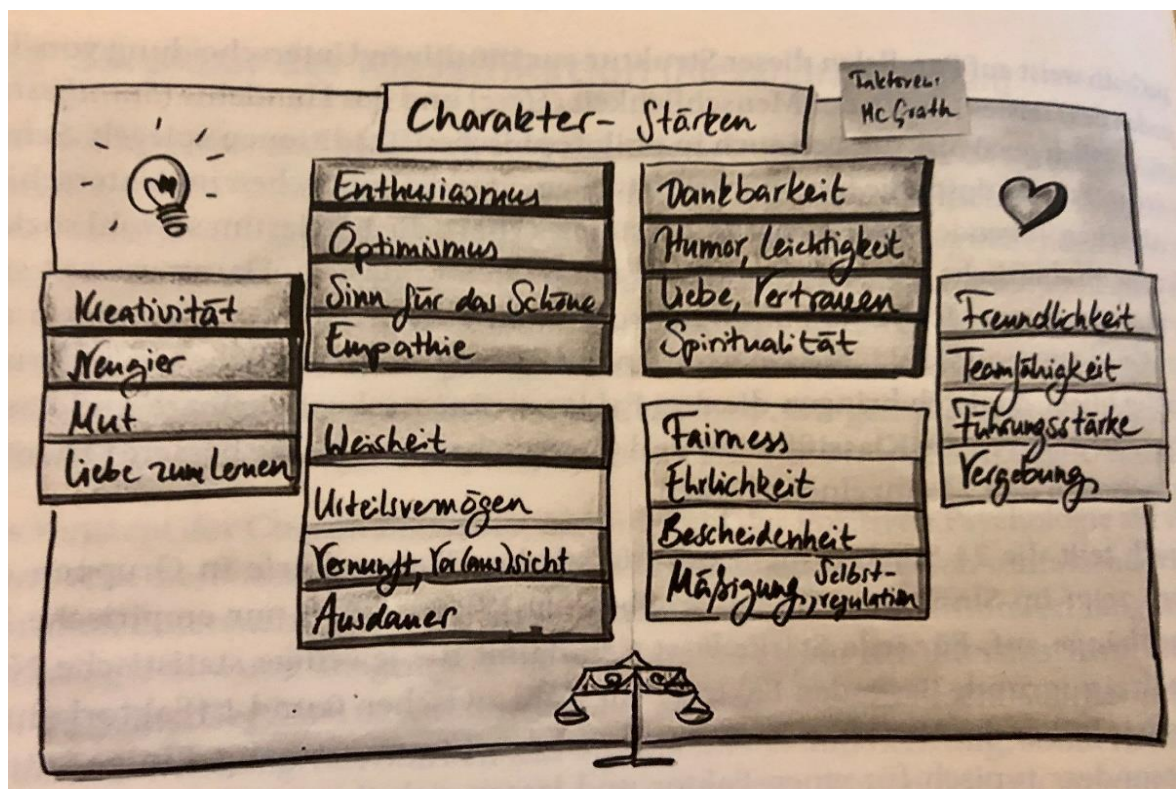 Charakter- Stärken
Faktoren:
Mc Grath
Kreativität
Neugier
Mut
Liebe zum Lernen
Enthusiasmus
Optimismus
Sinn für das Schöne
Empathie
Dankbarkeit
Humor, Leichtigkeit
Liebe, Vertrauen
Spiritualität
Freundlichkeit
Teamfähigkeit
Führungsstärke
Vergebung
Weisheit
Urteilsvermögen
Vernunft, Vor(aus)sicht
Ausdauer
Fairness
Ehrlichkeit
Bescheidenheit
Mäßigung, Selbst-
regulation